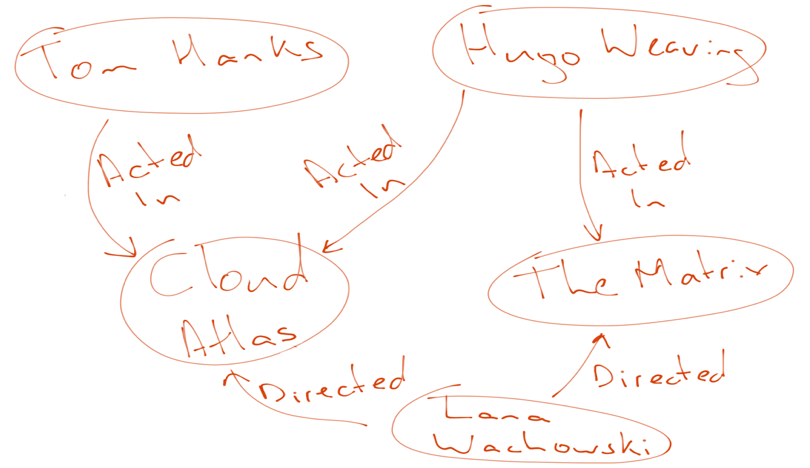 Tom Hanks
Hugo Weaving
Acted
In
Acted
In
Acted
In
Cloud
Atlas
The Matrix
Directed
Directed
Lana
Wachowski